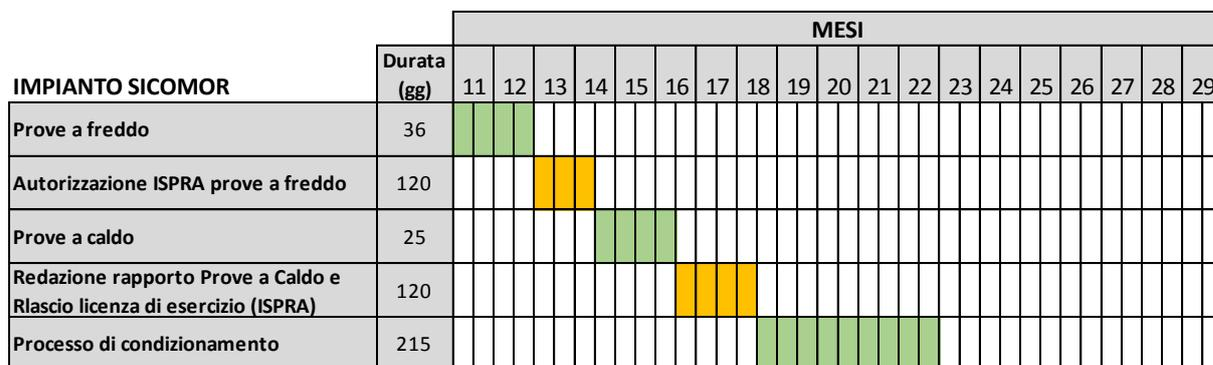 MESI
IMPIANTO SICOMOR
Durata
(gg)
11 12 13 14 15 16 17 18 19 20 21 22 23 24 25 26 27 28 29
Prove a freddo 36
Autorizzazione ISPRA prove a freddo 120
Prove a caldo 25
Redazione rapporto Prove a Caldo e
RIascio licenza di esercizio (ISPRA) 120
Processo di condizionamento 215